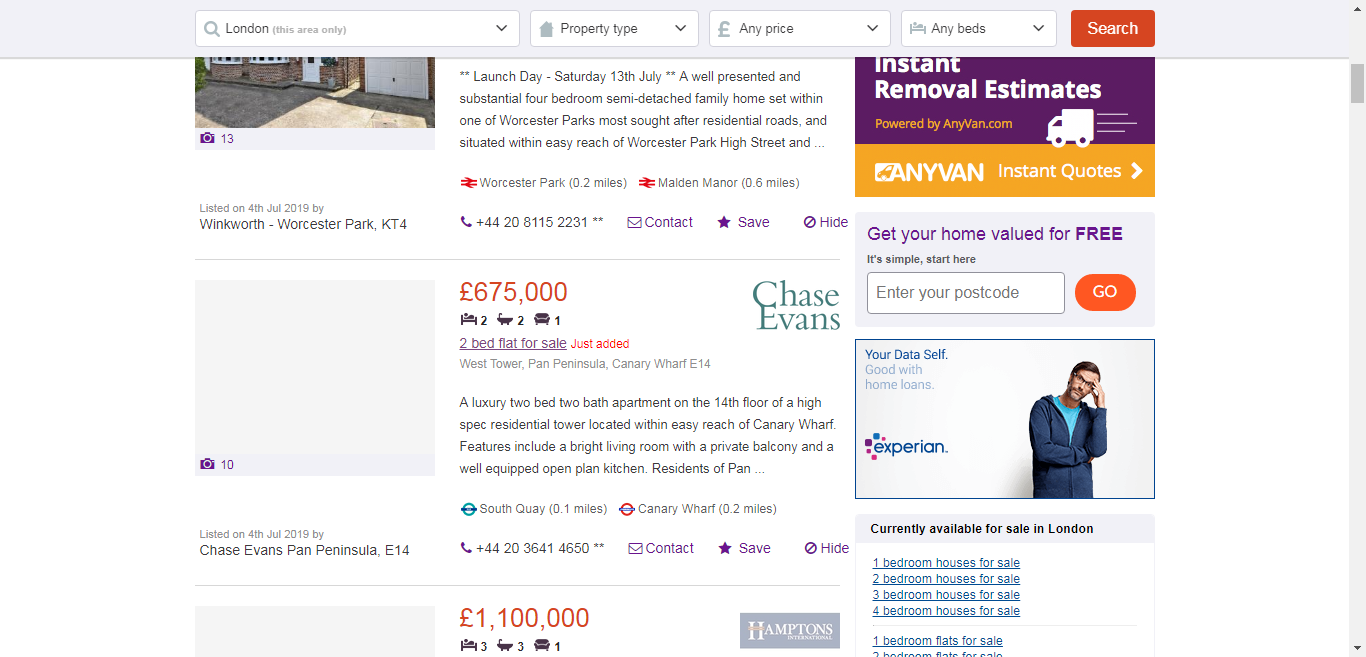 London (this area only)
Property type
£ Any price
Any beds
Search
** Launch Day - Saturday 13th July ** A well presented and
substantial four bedroom semi-detached family home set within
one of Worcester Parks most sought after residential roads, and
situated within easy reach of Worcester Park High Street and ...
13
Worcester Park (0.2 miles)
Malden Manor (0.6 miles)
Listed on 4th Jul 2019 by
Winkworth - Worcester Park, KT4
+44 20 8115 2231 **
Contact
Save
Hide
£675,000
2 2 1
2 bed flat for sale Just added
West Tower, Pan Peninsula, Canary Wharf E14
Chase
Evans
A luxury two bed two bath apartment on the 14th floor of a high
spec residential tower located within easy reach of Canary Wharf.
Features include a bright living room with a private balcony and a
well equipped open plan kitchen. Residents of Pan ...
10
South Quay (0.1 miles)
Canary Wharf (0.2 miles)
Listed on 4th Jul 2019 by
Chase Evans Pan Peninsula, E14
+44 20 3641 4650 **
Contact
Save
Hide
£1,100,000
3 3 1
HAMPTONS
INTERNATIONAL
Instant
Removal Estimates
Powered by AnyVan.com
ANYVAN
Instant Quotes
Get your home valued for FREE
It's simple, start here
Enter your postcode
GO
Your Data Self.
Good with
home loans.
experian.
Currently available for sale in London
1 bedroom houses for sale
2 bedroom houses for sale
3 bedroom houses for sale
4 bedroom houses for sale
1 bedroom flats for sale
2 bedroom flats for sale